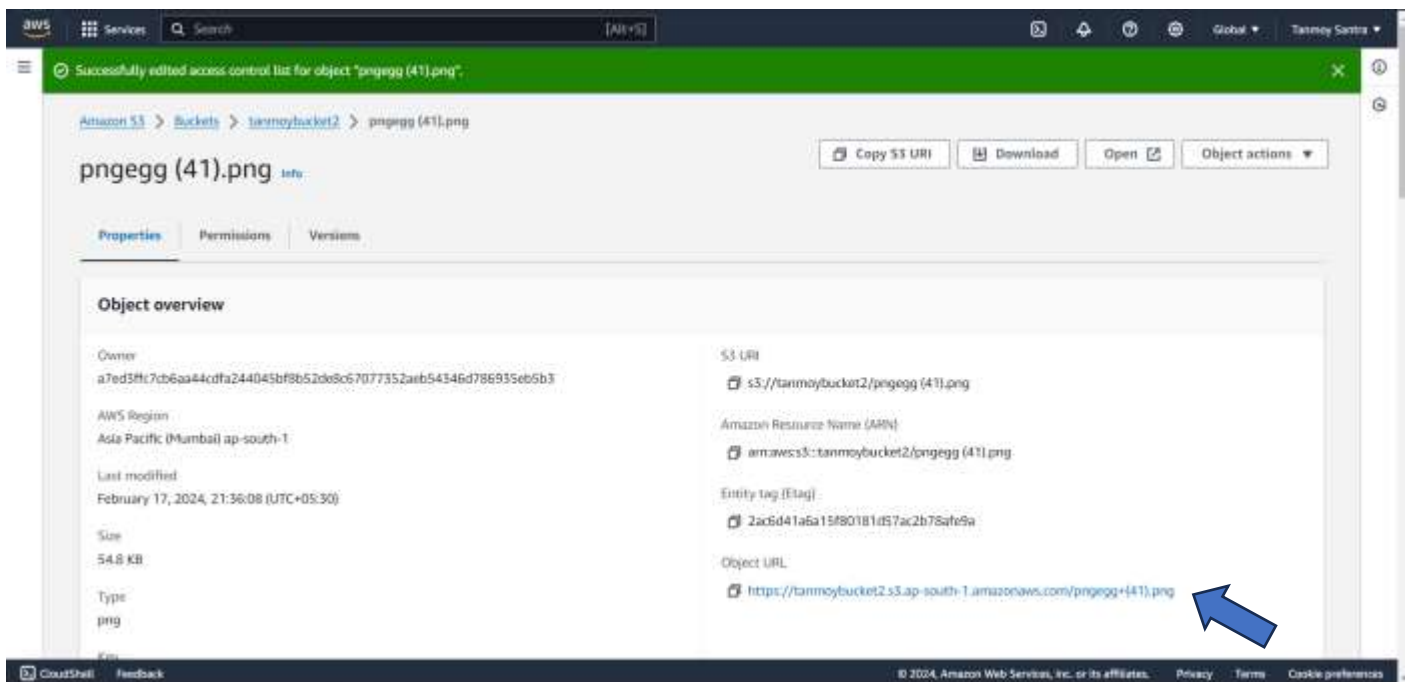 aws Services Search [Alt+S] Global ▼ Tanmoy Santra ▼
Successfully edited access control list for object "pngegg (41).png".
Amazon S3 > Buckets > tanmoybucket2 > pngegg (41).png
pngegg (41).png Info
Copy S3 URI Download Open Object actions ▼
Properties Permissions Versions
Object overview
Owner
AWS Region
Asia Pacific (Mumbai) ap-south-1
Last modified
February 17, 2024, 21:36:08 (UTC+05:30)
Size
54.8 KB
Type
png
Key
S3 URI
s3://tanmoybucket2/pngegg (41).png
Amazon Resource Name (ARN)
arn:aws:s3:::tanmoybucket2/pngegg (41).png
Entity tag (Etag)
2ac6d41a6a15f80181d57ac2b78afe9a
Object URL
https://tanmoybucket2.s3.ap-south-1.amazonaws.com/pngegg+(41).png
CloudShell Feedback © 2024, Amazon Web Services, Inc. or its affiliates. Privacy Terms Cookie preferences